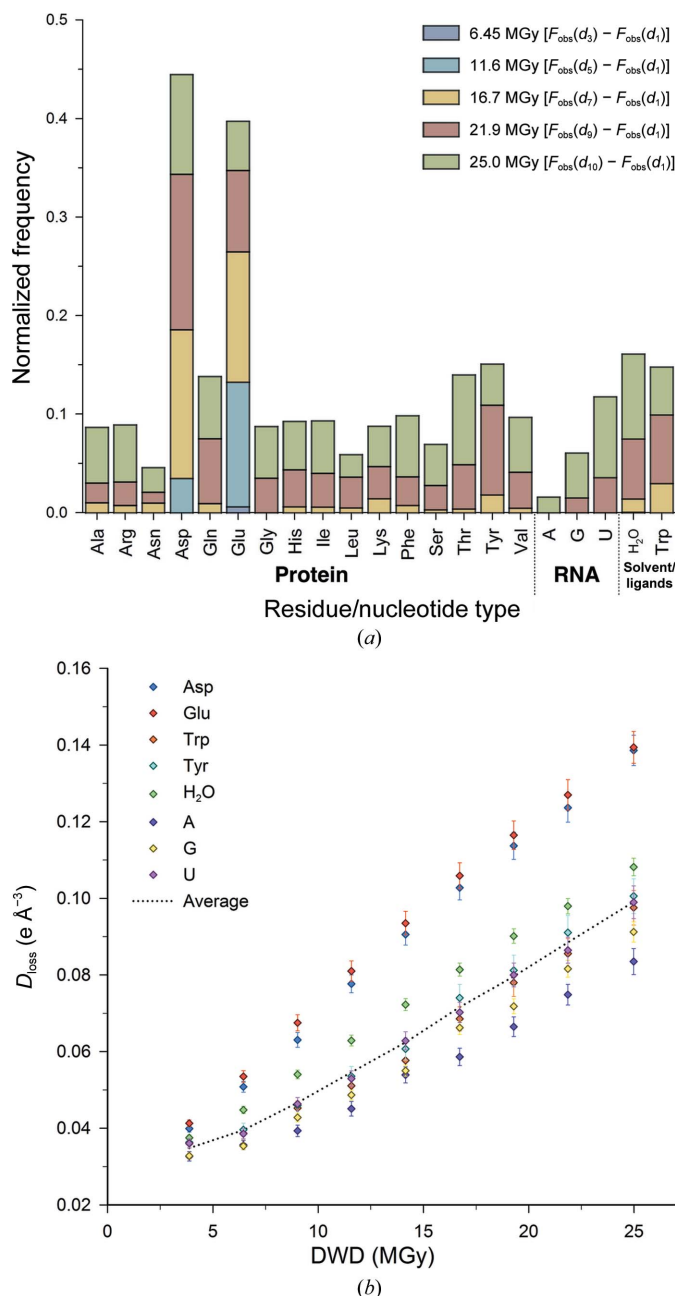 (a)
Normalized frequency
0.5
0.4
0.3
0.2
0.1
0.0
6.45 MGy [Fobs(d3) − Fobs(d1)]
11.6 MGy [Fobs(d5) − Fobs(d1)]
16.7 MGy [Fobs(d7) − Fobs(d1)]
21.9 MGy [Fobs(d9) − Fobs(d1)]
25.0 MGy [Fobs(d10) − Fobs(d1)]
Ala Arg Asn Asp Gln Glu Gly His Ile Leu Lys Phe Ser Thr Tyr Val A G U H2O Trp
Protein RNA Solvent/
ligands
Residue/nucleotide type
(a)
Dloss (e Å−3)
0.16
0.14
0.12
0.10
0.08
0.06
0.04
0.02
Asp
Glu
Trp
Tyr
H2O
A
G
U
Average
0 5 10 15 20 25
DWD (MGy)
(b)